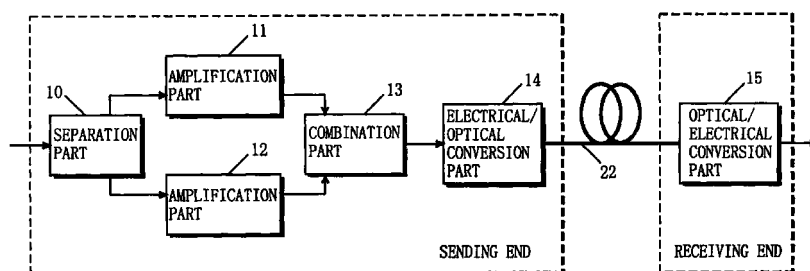 11
AMPLIFICATION
PART
10
SEPARATION
PART
12
AMPLIFICATION
PART
13
COMBINATION
PART
14
ELECTRICAL/
OPTICAL
CONVERSION
PART
22
15
OPTICAL/
ELECTRICAL
CONVERSION
PART
SENDING END
RECEIVING END